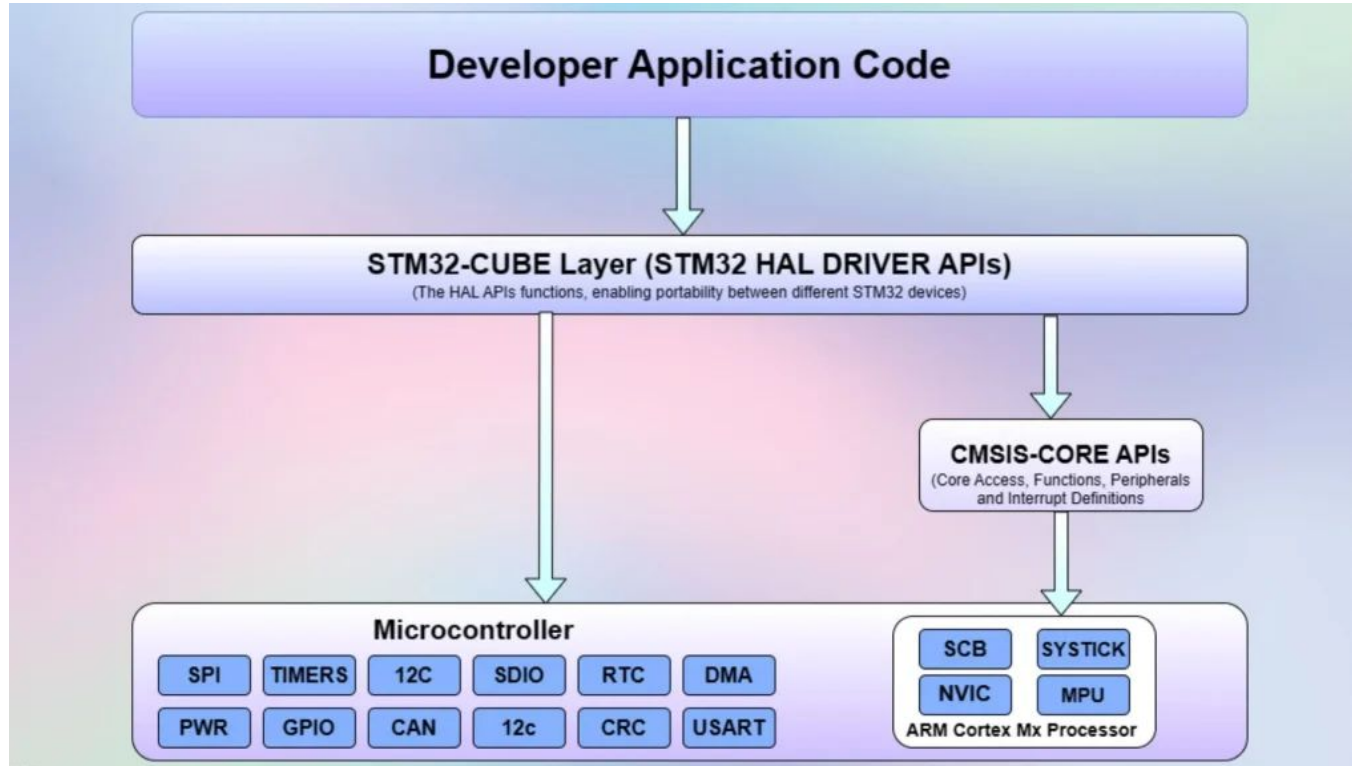 Developer Application Code
STM32-CUBE Layer (STM32 HAL DRIVER APIs)
(The HAL APIs functions, enabling portability between different STM32 devices)
CMSIS-CORE APIs
(Core Access, Functions, Peripherals
and Interrupt Definitions
Microcontroller
SPI TIMERS 12C SDIO RTC DMA
PWR GPIO CAN 12c CRC USART
SCB SYSTICK
NVIC MPU
ARM Cortex Mx Processor